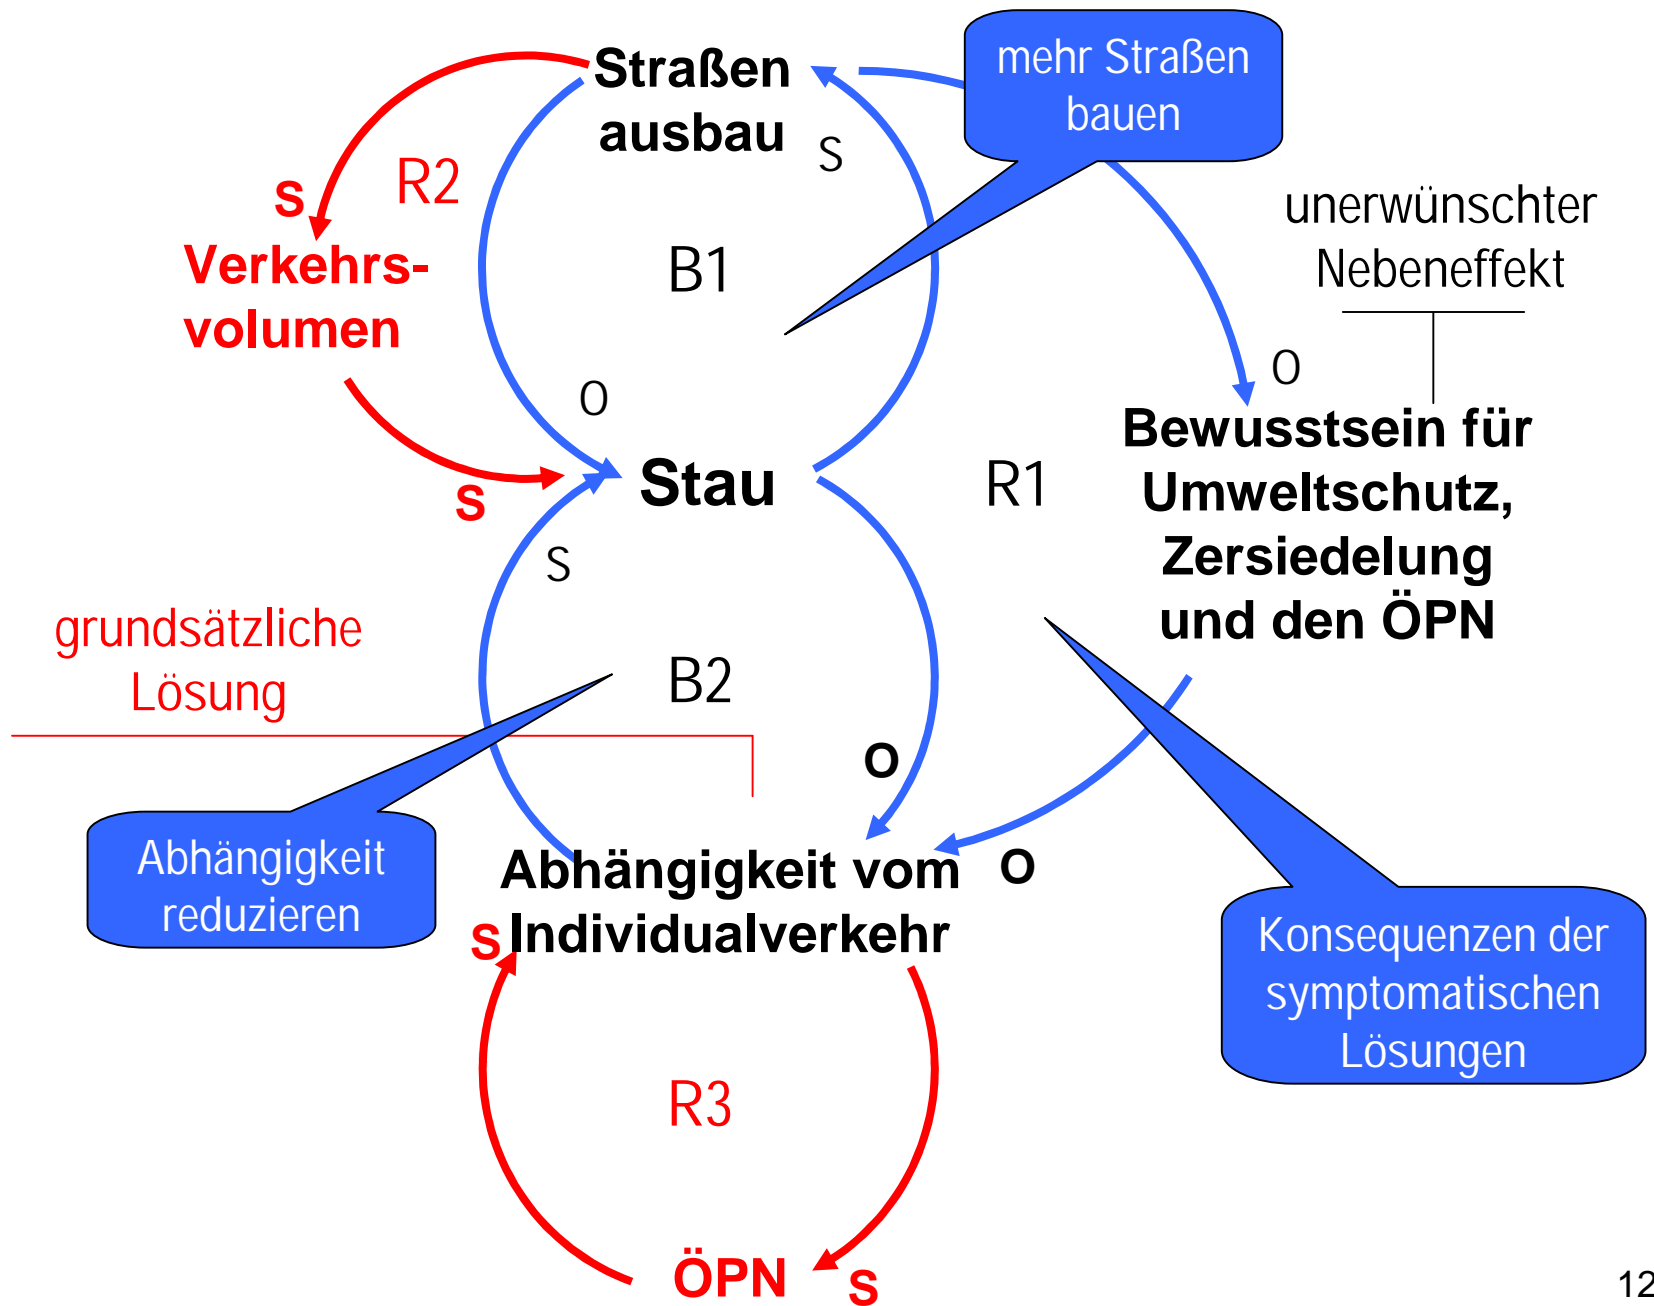 Straßen
ausbau
mehr Straßen
bauen
S
R2
S
unerwünschter
Nebeneffekt
Verkehrs-
volumen
B1
O
O
Bewusstsein für
Umweltschutz,
Zersiedelung
und den ÖPN
Stau
R1
S
S
grundsätzliche
Lösung
B2
O
Abhängigkeit
reduzieren
Abhängigkeit vom
Individualverkehr
O
S
Konsequenzen der
symptomatischen
Lösungen
R3
ÖPN
S
12